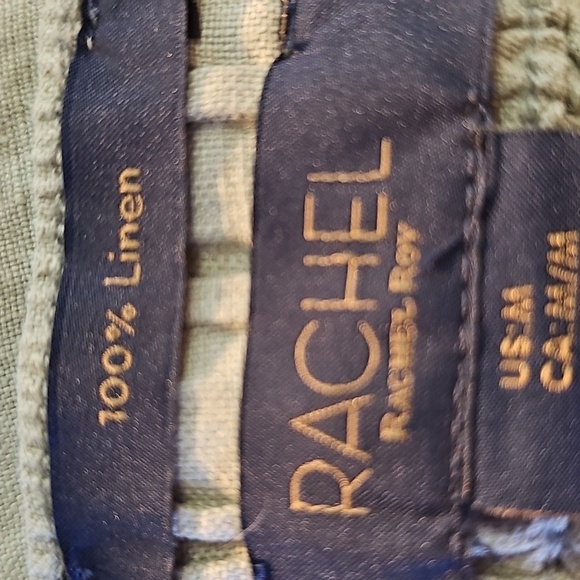 100% Linen
RACHEL
RACHEL Roy
US:M
CA:M/M